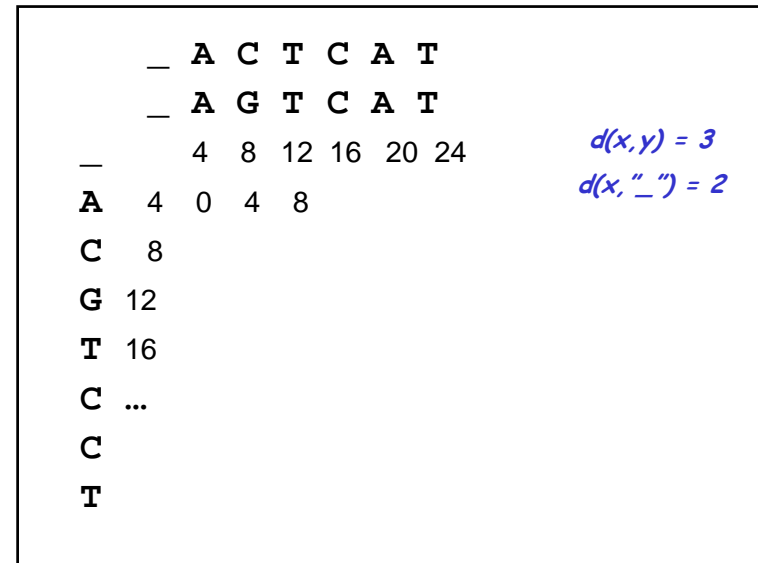 _ A C T C A T
_ A G T C A T
_ 4 8 12 16 20 24
d(x,y) = 3
d(x,"_") = 2
A 4 0 4 8
C 8
G 12
T 16
C ...
C
T